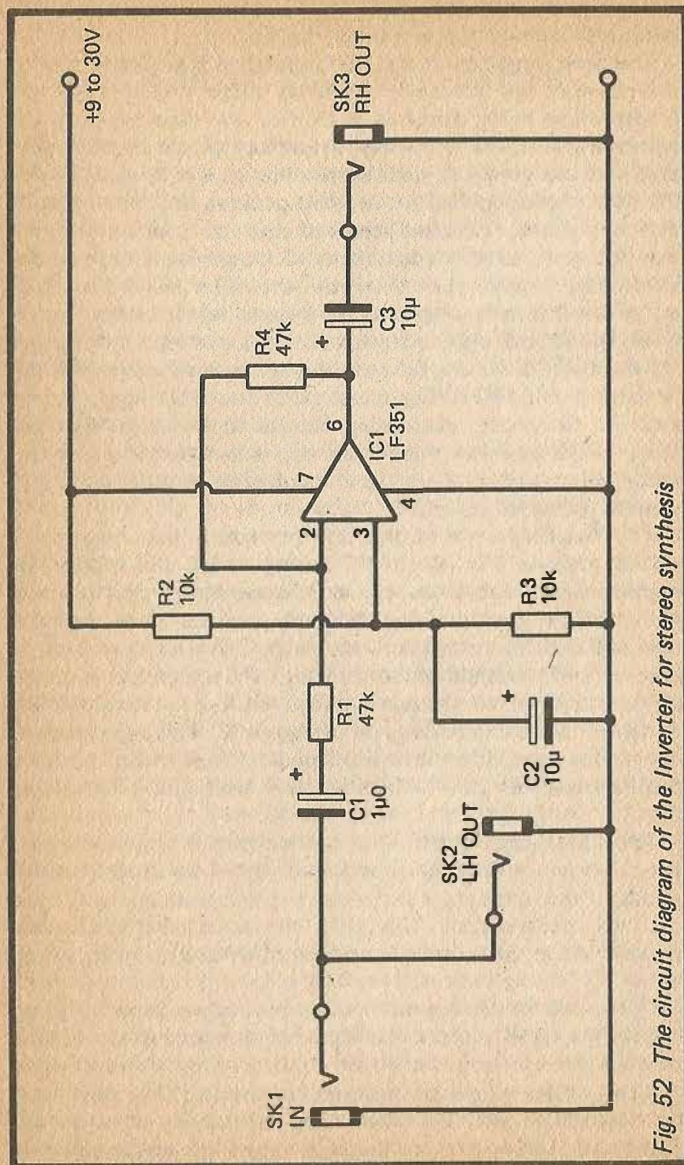 +9 to 30V
R2
10k
R4
47k
SK3
RH OUT
C3
10μ
+
7
2
6
3
4
IC1
LF351
C1
1μ0
+
R1
47k
SK1
IN
SK2
LH OUT
C2
10μ
+
R3
10k
Fig. 52 The circuit diagram of the Inverter for stereo synthesis